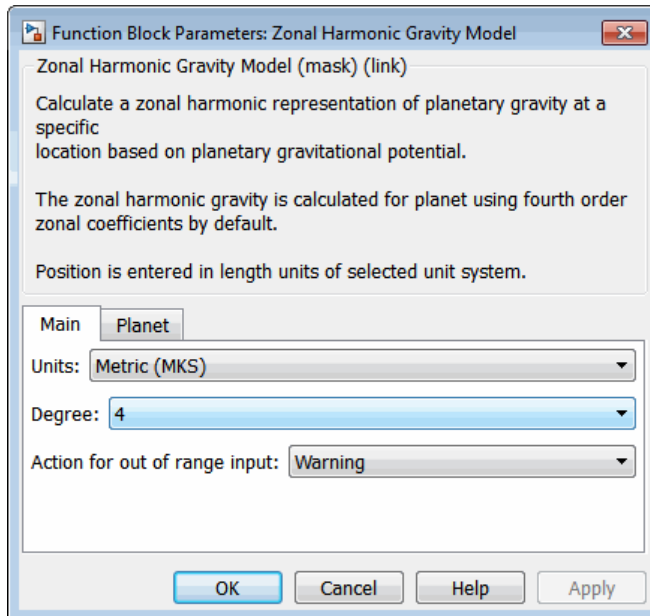 Function Block Parameters: Zonal Harmonic Gravity Model
Zonal Harmonic Gravity Model (mask) (link)
Calculate a zonal harmonic representation of planetary gravity at a
specific
location based on planetary gravitational potential.
The zonal harmonic gravity is calculated for planet using fourth order
zonal coefficients by default.
Position is entered in length units of selected unit system.
Main Planet
Units: Metric (MKS)
Degree: 4
Action for out of range input: Warning
OK Cancel Help Apply